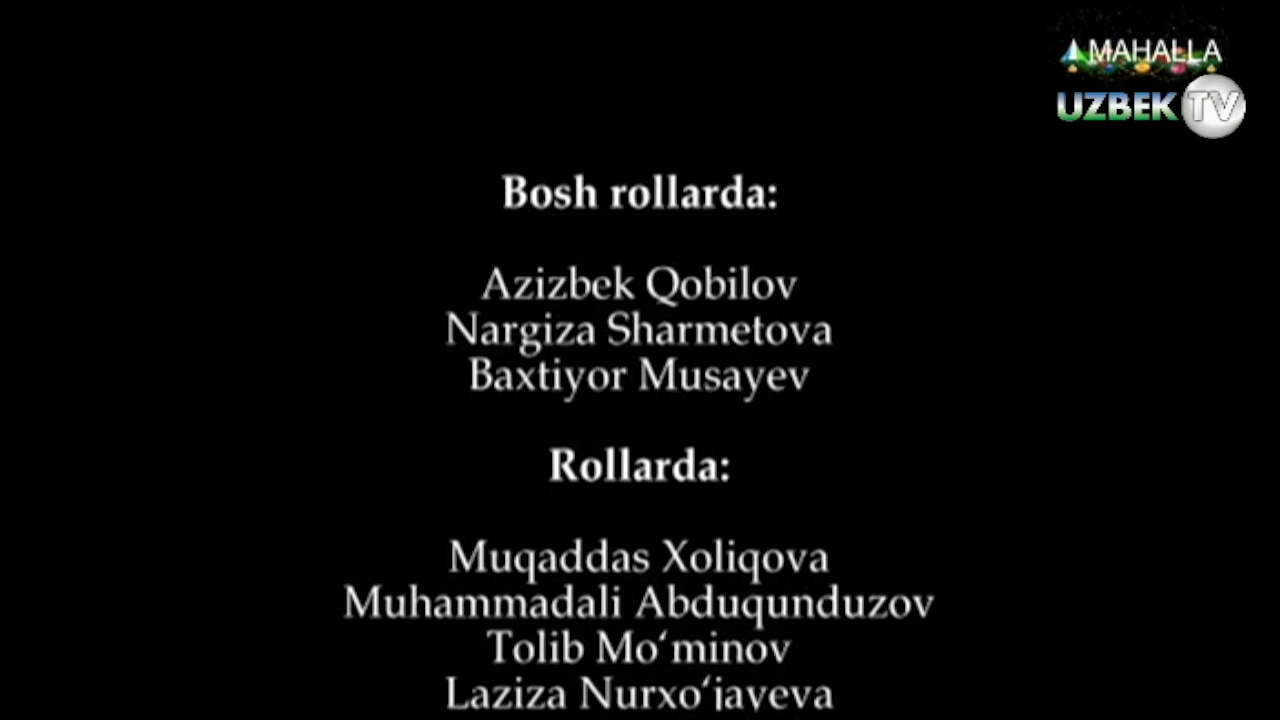 MAHALLA
UZBEK TV
Bosh rollarda:
Azizbek Qobilov
Nargiza Sharmetova
Baxtiyor Musayev
Rollarda:
Muqaddas Xoliqova
Muhammadali Abduqunduzov
Tolib Mo‘minov
Laziza Nurxo‘jayeva